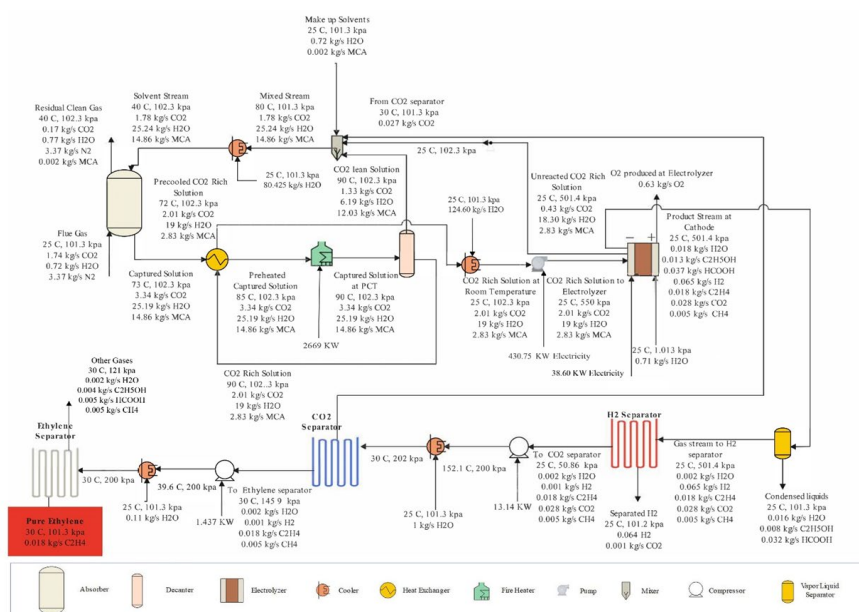 Make up Solvents
25 C, 101.3 kpa
0.72 kg/s H2O
0.002 kg/s MCA
Solvent Stream
40 C, 102.3 kpa
1.78 kg/s CO2
25.24 kg/s H2O
14.86 kg/s MCA
Mixed Stream
80 C, 101.3 kpa
1.78 kg/s CO2
25.24 kg/s H2O
14.86 kg/s MCA
From CO2 separator
30 C, 101.3 kpa
0.027 kg/s CO2
Residual Clean Gas
40 C, 102.3 kpa
0.17 kg/s CO2
0.77 kg/s H2O
3.37 kg/s N2
0.002 kg/s MCA
25 C, 102.3 kpa
25 C, 101.3 kpa
80.425 kg/s H2O
CO2 lean Solution
90 C, 102.3 kpa
1.33 kg/s CO2
6.19 kg/s H2O
12.03 kg/s MCA
Precooled CO2 Rich
Solution
72 C, 102.3 kpa
2.01 kg/s CO2
19 kg/s H2O
2.83 kg/s MCA
25 C, 101.3 kpa
124.60 kg/s H2O
Unreacted CO2 Rich
Solution
25 C, 501.4 kpa
0.43 kg/s CO2
18.30 kg/s H2O
2.83 kg/s MCA
O2 produced at Electrolyzer
0.63 kg/s O2
Product Stream at
Cathode
25 C, 501.4 kpa
0.018 kg/s H2O
0.013 kg/s C2H5OH
0.037 kg/s HCOOH
0.065 kg/s H2
0.018 kg/s C2H4
0.028 kg/s CO2
0.005 kg/s CH4
− +
Flue Gas
25 C, 101.3 kpa
1.74 kg/s CO2
0.72 kg/s H2O
3.37 kg/s N2
Captured Solution
73 C, 102.3 kpa
3.34 kg/s CO2
25.19 kg/s H2O
14.86 kg/s MCA
Preheated
Captured Solution
85 C, 102.3 kpa
3.34 kg/s CO2
25.19 kg/s H2O
14.86 kg/s MCA
Captured Solution
at PCT
90 C, 102.3 kpa
3.34 kg/s CO2
25.19 kg/s H2O
14.86 kg/s MCA
2669 KW
CO2 Rich Solution at
Room Temperature
25 C, 102.3 kpa
2.01 kg/s CO2
19 kg/s H2O
2.83 kg/s MCA
CO2 Rich Solution to
Electrolyzer
25 C, 550 kpa
2.01 kg/s CO2
19 kg/s H2O
2.83 kg/s MCA
430.75 KW Electricity
38.60 KW Electricity
25 C, 1.013 kpa
0.71 kg/s H2O
CO2 Rich Solution
90 C, 102..3 kpa
2.01 kg/s CO2
19 kg/s H2O
2.83 kg/s MCA
Other Gases
30 C, 121 kpa
0.002 kg/s H2O
0.004 kg/s C2H5OH
0.005 kg/s HCOOH
0.005 kg/s CH4
Ethylene
Separator
CO2
Separator
H2 Separator
30 C, 200 kpa
39.6 C, 200 kpa
30 C, 202 kpa
152.1 C, 200 kpa
25 C, 101.3 kpa
0.11 kg/s H2O
1.437 KW
To Ethylene separator
30 C, 145.9 kpa
0.002 kg/s H2O
0.001 kg/s H2
0.018 kg/s C2H4
0.005 kg/s CH4
25 C, 101.3 kpa
1 kg/s H2O
13.14 KW
To CO2 separator
25 C, 50.86 kpa
0.002 kg/s H2O
0.001 kg/s H2
0.018 kg/s C2H4
0.028 kg/s CO2
0.005 kg/s CH4
Gas stream to H2
separator
25 C, 501.4 kpa
0.002 kg/s H2O
0.065 kg/s H2
0.018 kg/s C2H4
0.028 kg/s CO2
0.005 kg/s CH4
Separated H2
25 C, 101.2 kpa
0.064 H2
0.001 kg/s CO2
Condensed liquids
25 C, 101.3 kpa
0.016 kg/s H2O
0.008 kg/s C2H5OH
0.032 kg/s HCOOH
Pure Ethylene
30 C, 101.3 kpa
0.018 kg/s C2H4
Absorber
Decanter
Electrolyzer
Cooler
Heat Exchanger
Fire Heater
Pump
Mixer
Compressor
Vapor Liquid
Separator